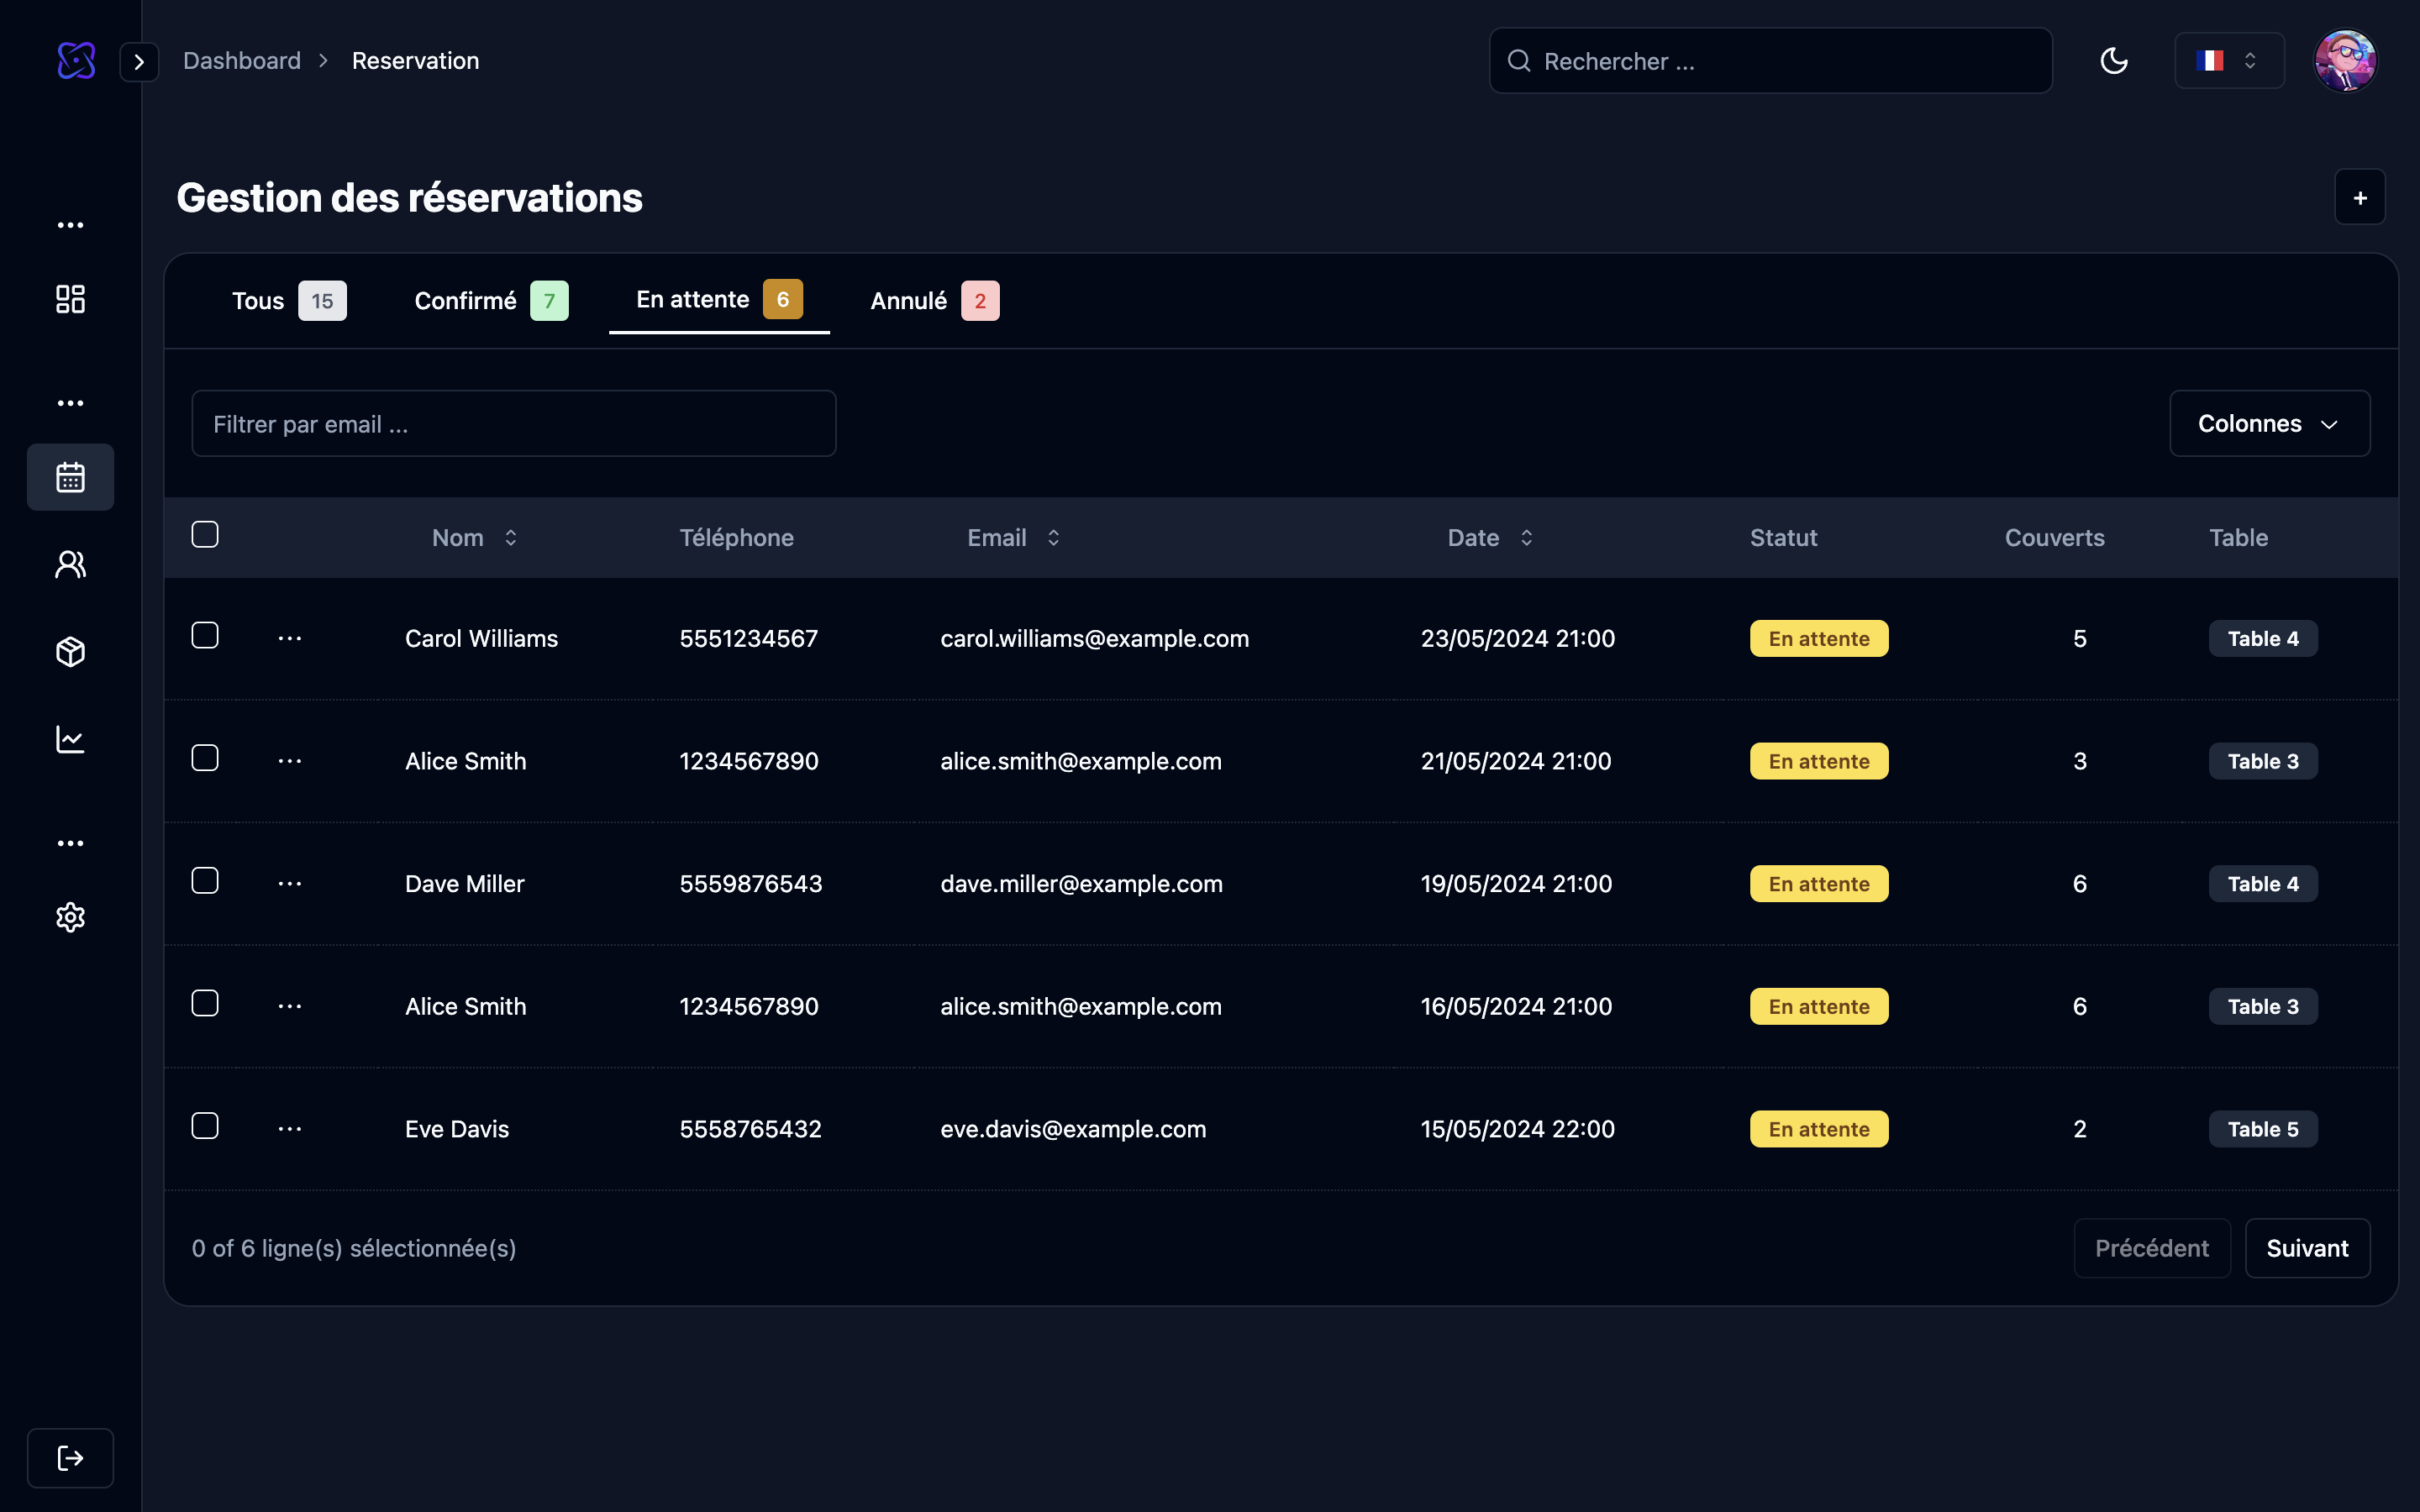 Dashboard > Reservation
Rechercher ...
Gestion des réservations
+
Tous 15 Confirmé 7 En attente 6 Annulé 2
Filtrer par email ...
Colonnes
Nom Téléphone Email Date Statut Couverts Table
Carol Williams 5551234567 carol.williams@example.com 23/05/2024 21:00 En attente 5 Table 4
Alice Smith 1234567890 alice.smith@example.com 21/05/2024 21:00 En attente 3 Table 3
Dave Miller 5559876543 dave.miller@example.com 19/05/2024 21:00 En attente 6 Table 4
Alice Smith 1234567890 alice.smith@example.com 16/05/2024 21:00 En attente 6 Table 3
Eve Davis 5558765432 eve.davis@example.com 15/05/2024 22:00 En attente 2 Table 5
0 of 6 ligne(s) sélectionnée(s)
Précédent Suivant